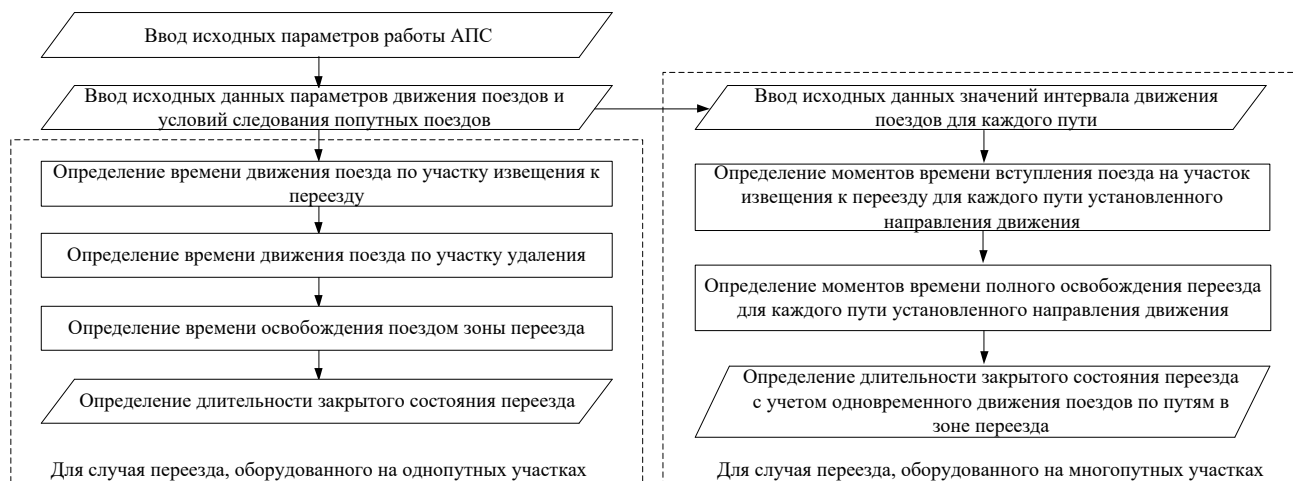 Ввод исходных параметров работы АПС
Ввод исходных данных параметров движения поездов и
условий следования попутных поездов
Определение времени движения поезда по участку извещения к
переезду
Определение времени движения поезда по участку удаления
Определение времени освобождения поездом зоны переезда
Определение длительности закрытого состояния переезда
Для случая переезда, оборудованного на однопутных участках
Ввод исходных данных значений интервала движения
поездов для каждого пути
Определение моментов времени вступления поезда на участок
извещения к переезду для каждого пути установленного
направления движения
Определение моментов времени полного освобождения переезда
для каждого пути установленного направления движения
Определение длительности закрытого состояния переезда
с учетом одновременного движения поездов по путям в
зоне переезда
Для случая переезда, оборудованного на многопутных участках